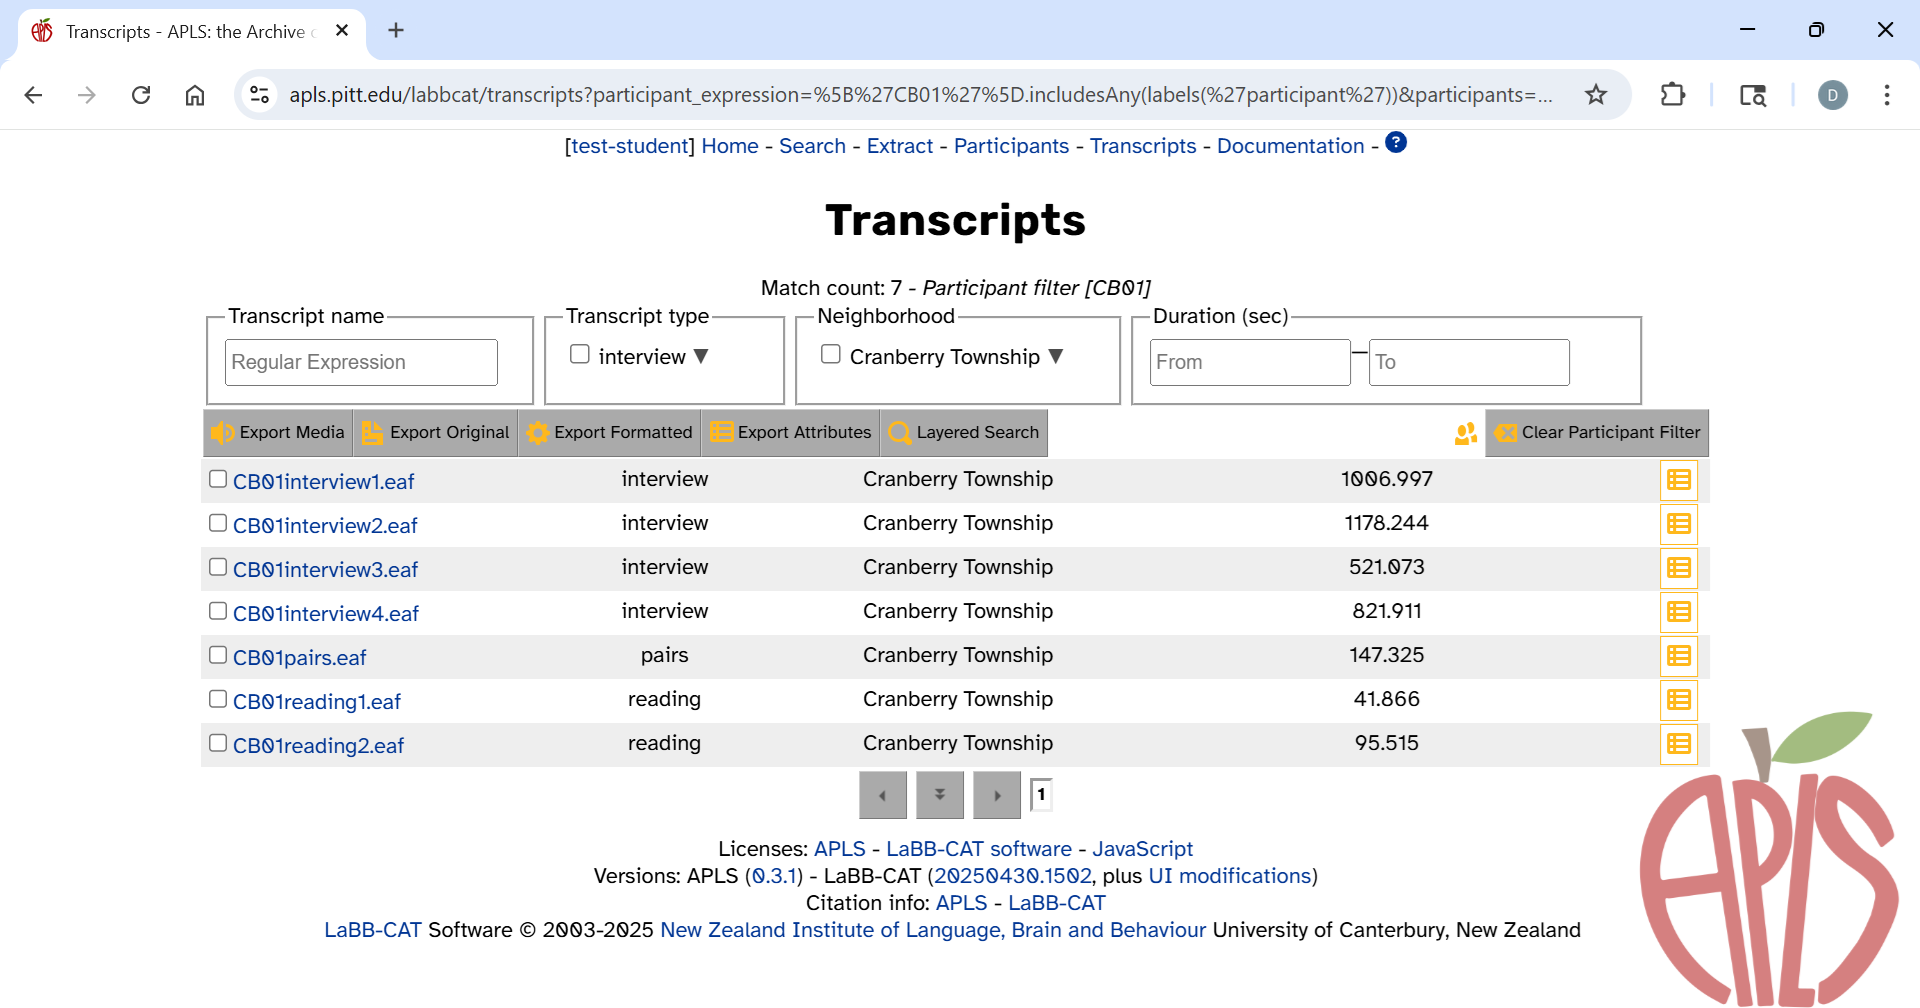 Transcripts - APLS: the Archive
apls.pitt.edu/labbcat/transcripts?participant_expression=%5B%27CB01%27%5D.includesAny(labels(%27participant%27))&participants=...
D
[test-student] Home - Search - Extract - Participants - Transcripts - Documentation - ?
Transcripts
Match count: 7 - Participant filter [CB01]
Transcript name Transcript type Neighborhood Duration (sec)
Regular Expression interview ▼ Cranberry Township ▼ From – To
Export Media Export Original Export Formatted Export Attributes Layered Search Clear Participant Filter
CB01interview1.eaf interview Cranberry Township 1006.997
CB01interview2.eaf interview Cranberry Township 1178.244
CB01interview3.eaf interview Cranberry Township 521.073
CB01interview4.eaf interview Cranberry Township 821.911
CB01pairs.eaf pairs Cranberry Township 147.325
CB01reading1.eaf reading Cranberry Township 41.866
CB01reading2.eaf reading Cranberry Township 95.515
1
Licenses: APLS - LaBB-CAT software - JavaScript
Versions: APLS (0.3.1) - LaBB-CAT (20250430.1502, plus UI modifications)
Citation info: APLS - LaBB-CAT
LaBB-CAT Software © 2003-2025 New Zealand Institute of Language, Brain and Behaviour University of Canterbury, New Zealand
APLS